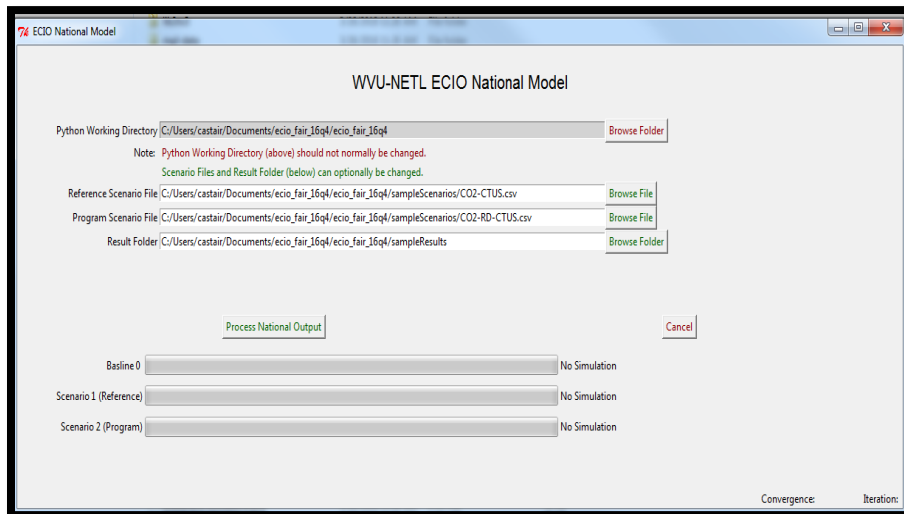 ECIO National Model
WVU-NETL ECIO National Model
Python Working Directory C:/Users/castair/Documents/ecio_fair_16q4/ecio_fair_16q4 Browse Folder
Note: Python Working Directory (above) should not normally be changed.
Scenario Files and Result Folder (below) can optionally be changed.
Reference Scenario File C:/Users/castair/Documents/ecio_fair_16q4/ecio_fair_16q4/sampleScenarios/CO2-CTUS.csv Browse File
Program Scenario File C:/Users/castair/Documents/ecio_fair_16q4/ecio_fair_16q4/sampleScenarios/CO2-RD-CTUS.csv Browse File
Result Folder C:/Users/castair/Documents/ecio_fair_16q4/ecio_fair_16q4/sampleResults Browse Folder
Process National Output Cancel
Basline 0 No Simulation
Scenario 1 (Reference) No Simulation
Scenario 2 (Program) No Simulation
Convergence: Iteration: